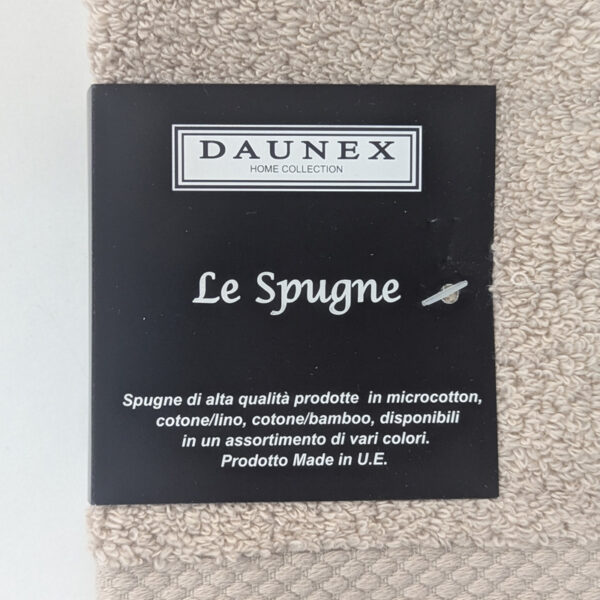 DAUNEX
HOME COLLECTION
Le Spugne
Spugne di alta qualità prodotte in microcotton,
cotone/lino, cotone/bamboo, disponibili
in un assortimento di vari colori.
Prodotto Made in U.E.